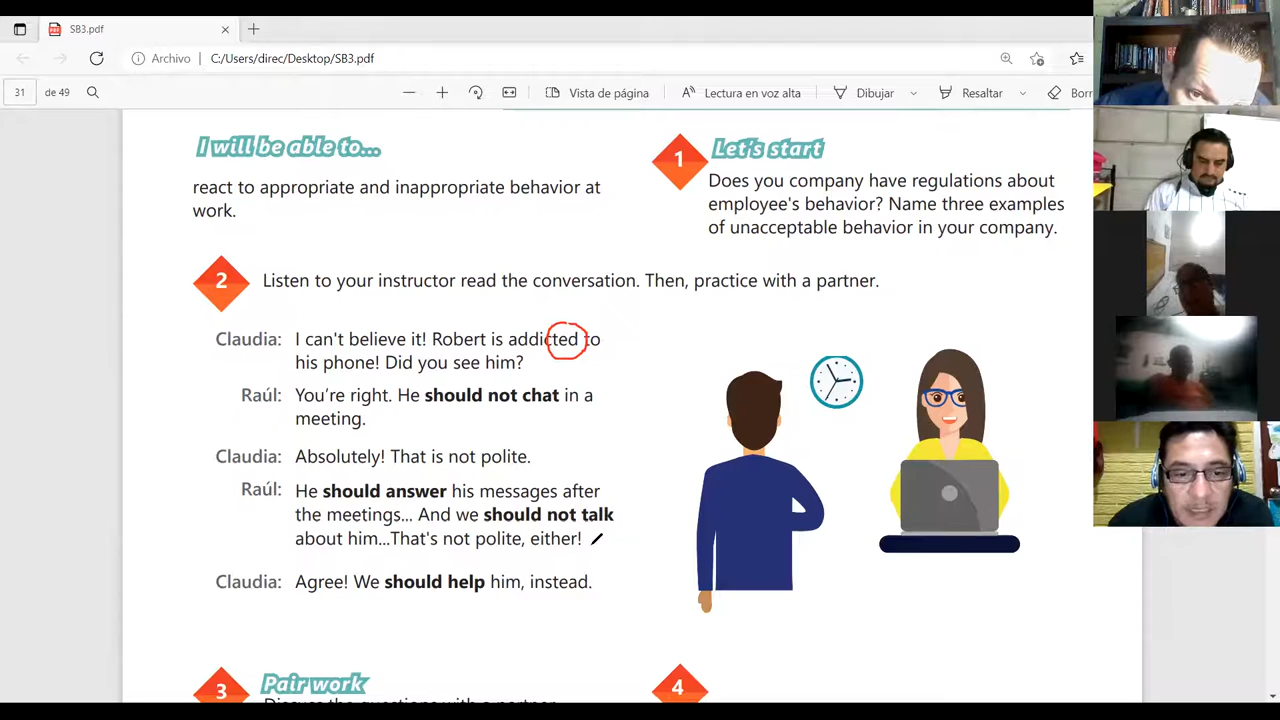 SB3.pdf
Archivo
C:/Users/direc/Desktop/SB3.pdf
31
de 49
Vista de página
Lectura en voz alta
Dibujar
Resaltar
Borr
I will be able to...
react to appropriate and inappropriate behavior at
work.
1
Let's start
Does you company have regulations about
employee's behavior? Name three examples
of unacceptable behavior in your company.
2
Listen to your instructor read the conversation. Then, practice with a partner.
Claudia: I can't believe it! Robert is addicted to
his phone! Did you see him?
Raúl: You're right. He should not chat in a
meeting.
Claudia: Absolutely! That is not polite.
Raúl: He should answer his messages after
the meetings... And we should not talk
about him...That's not polite, either!
Claudia: Agree! We should help him, instead.
3
Pair work
Discuss the questions with a partner
4